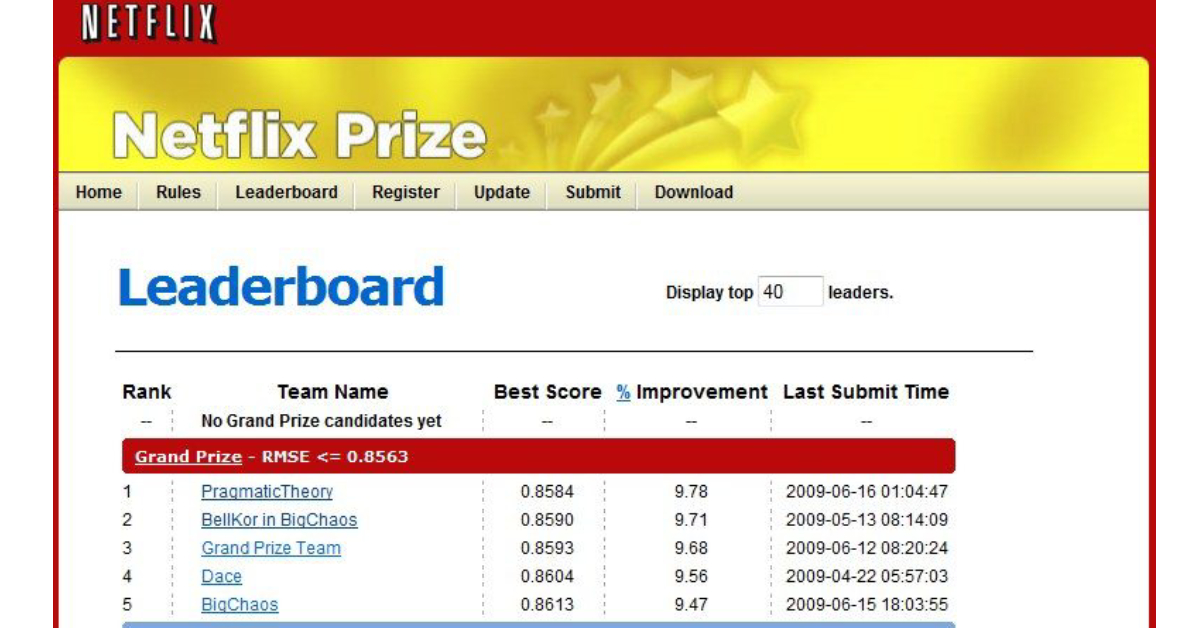 NETFLIX
Netflix Prize
Home Rules Leaderboard Register Update Submit Download
Leaderboard
Display top 40 leaders.
Rank Team Name Best Score % Improvement Last Submit Time
-- No Grand Prize candidates yet -- -- --
Grand Prize - RMSE <= 0.8563
1 PragmaticTheory 0.8584 9.78 2009-06-16 01:04:47
2 BellKor in BigChaos 0.8590 9.71 2009-05-13 08:14:09
3 Grand Prize Team 0.8593 9.68 2009-06-12 08:20:24
4 Dace 0.8604 9.56 2009-04-22 05:57:03
5 BigChaos 0.8613 9.47 2009-06-15 18:03:55